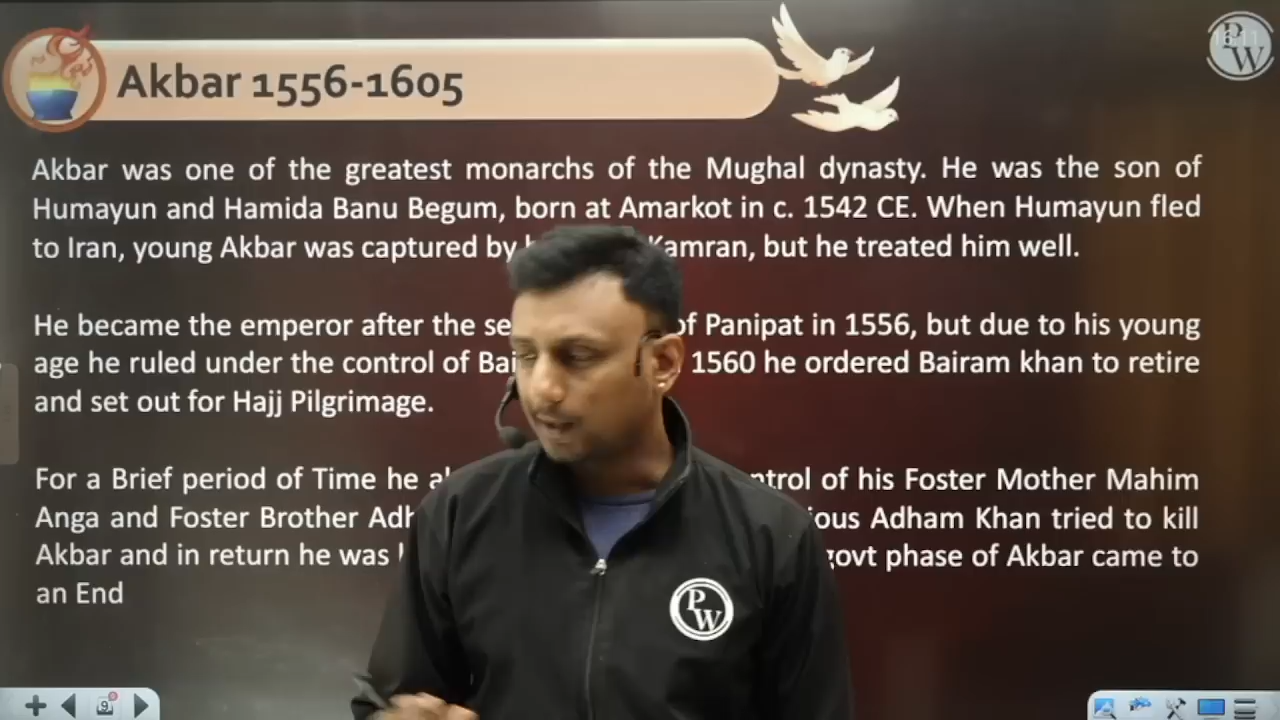 Akbar 1556-1605
PW
Akbar was one of the greatest monarchs of the Mughal dynasty. He was the son of
Humayun and Hamida Banu Begum, born at Amarkot in c. 1542 CE. When Humayun fled
to Iran, young Akbar was captured by Kamran, but he treated him well.
He became the emperor after the of Panipat in 1556, but due to his young
age he ruled under the control of 1560 he ordered Bairam khan to retire
and set out for Hajj Pilgrimage.
For a Brief period of Time he of his Foster Mother Mahim
Anga and Foster Brother Adham Khan tried to kill
Akbar and in return he was govt phase of Akbar came to
an End
PW
9